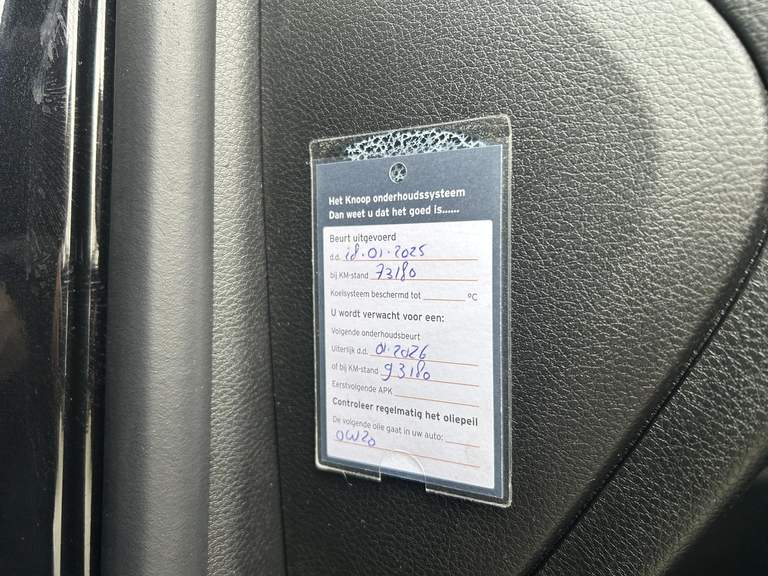 Het Knoop onderhoudssysteem
Dan weet u dat het goed is......
Beurt uitgevoerd
d.d. 28-01-2025
bij KM-stand 73180
Koelsysteem beschermd tot °C
U wordt verwacht voor een:
Volgende onderhoudsbeurt
Uiterlijk d.d. 01-2026
of bij KM-stand 93180
Eerstvolgende APK
Controleer regelmatig het oliepeil
De volgende olie gaat in uw auto:
0W20